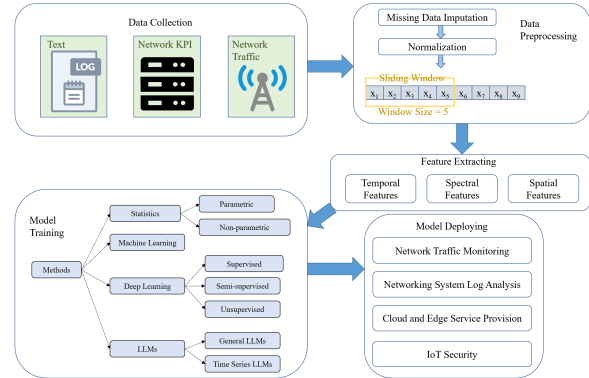 Data Collection
Text
LOG
Network KPI
Network
Traffic
Missing Data Imputation
Normalization
Data
Preprocessing
Sliding Window
x1 x2 x3 x4 x5 x6 x7 x8 x9
Window Size = 5
Feature Extracting
Temporal
Features
Spectral
Features
Spatial
Features
Model
Training
Methods
Statistics
Parametric
Non-parametric
Machine Learning
Deep Learning
Supervised
Semi-supervised
Unsupervised
LLMs
General LLMs
Time Series LLMs
Model Deploying
Network Traffic Monitoring
Networking System Log Analysis
Cloud and Edge Service Provision
IoT Security